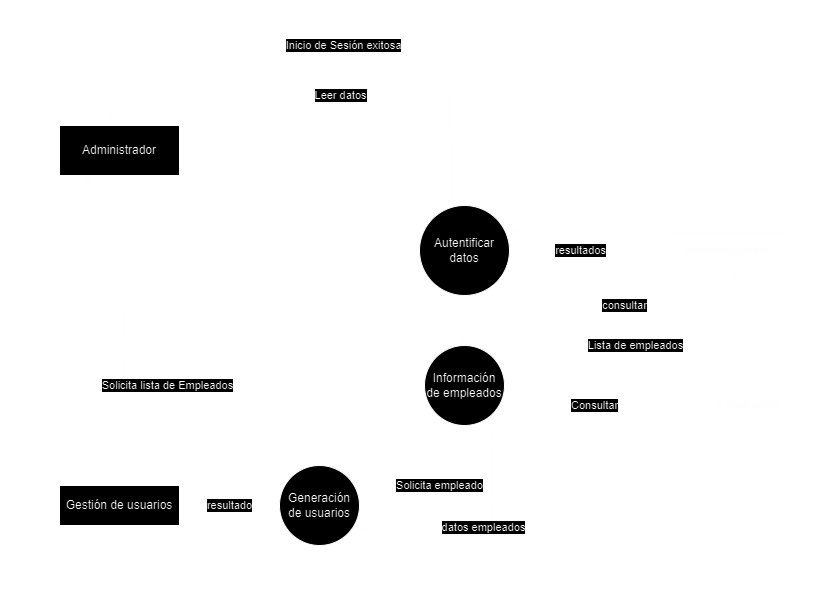 Inicio de Sesión exitosa
Leer datos
Administrador
Autentificar
datos
resultados
consultar
Lista de empleados
Información
de empleados
Solicita lista de Empleados
Consultar
Solicita empleado
Gestión de usuarios
resultado
Generación
de usuarios
datos empleados